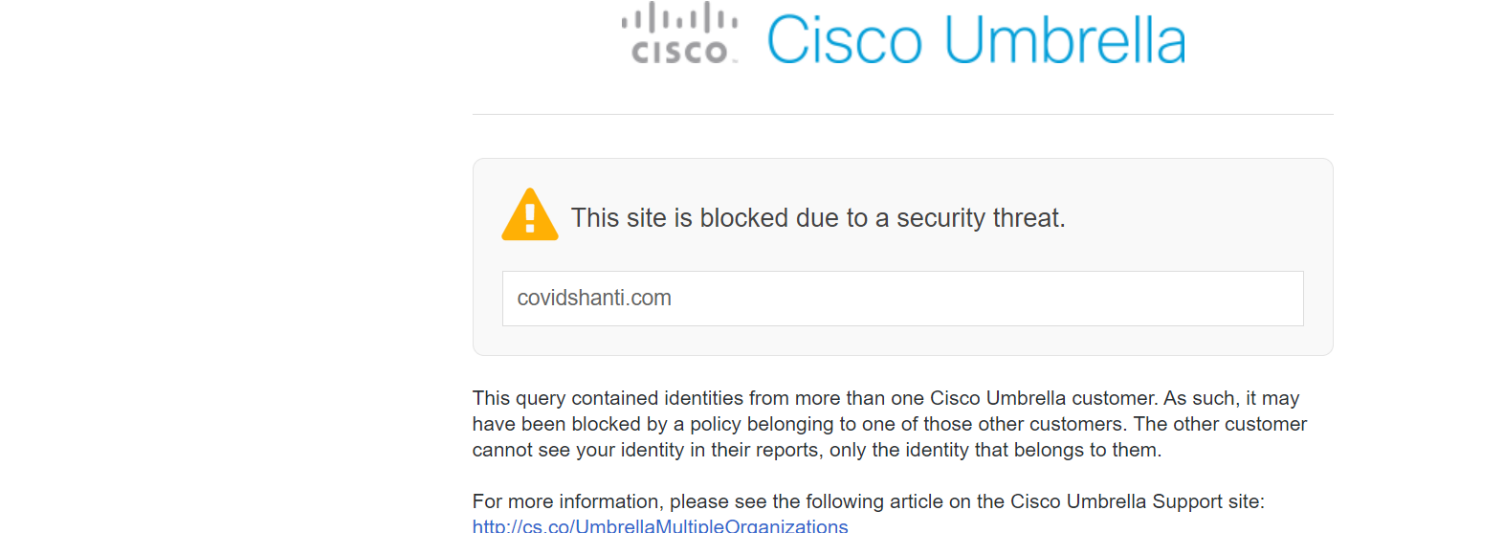 CISCO™ Cisco Umbrella
This site is blocked due to a security threat.
covidshanti.com
This query contained identities from more than one Cisco Umbrella customer. As such, it may
have been blocked by a policy belonging to one of those other customers. The other customer
cannot see your identity in their reports, only the identity that belongs to them.
For more information, please see the following article on the Cisco Umbrella Support site:
http://cs.co/UmbrellaMultipleOrganizations